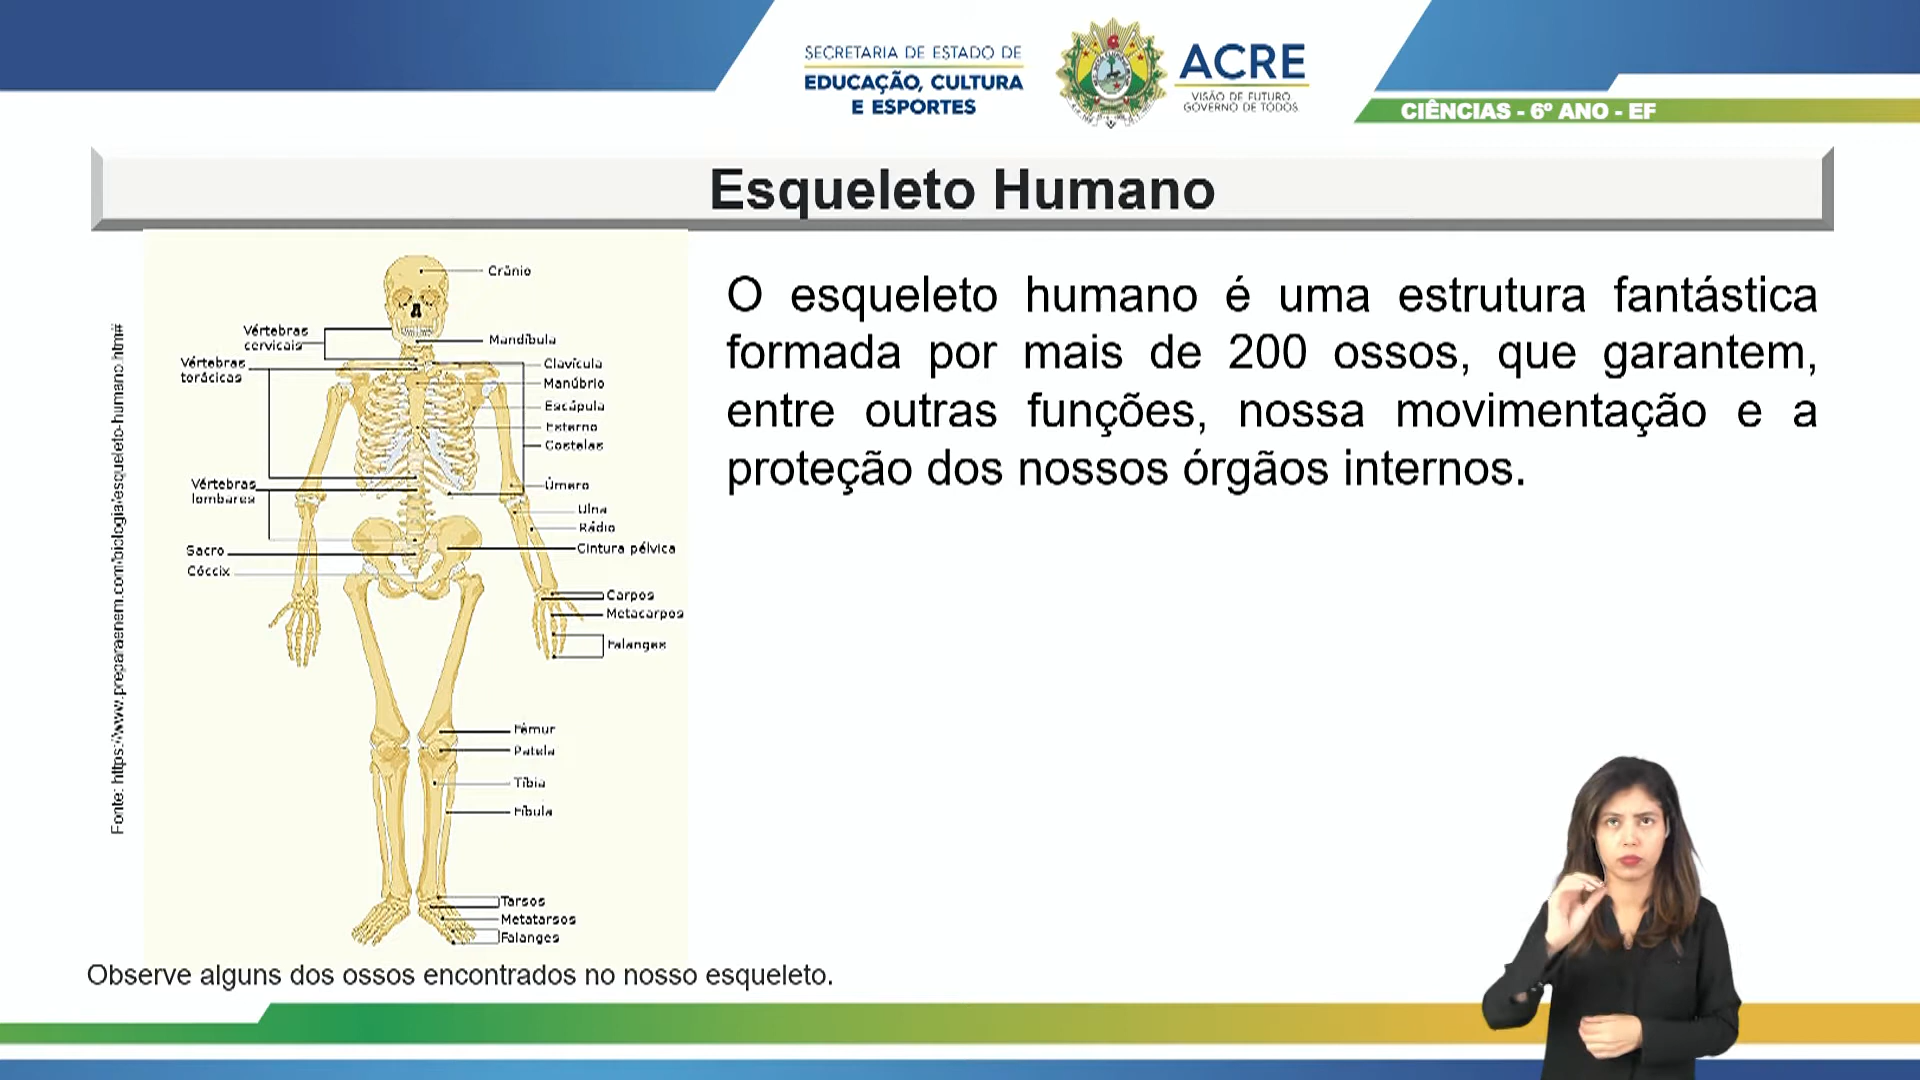 SECRETARIA DE ESTADO DE
EDUCAÇÃO, CULTURA
E ESPORTES
ACRE
VISÃO DE FUTURO.
GOVERNO DE TODOS.
CIÊNCIAS - 6º ANO - EF
Esqueleto Humano
O esqueleto humano é uma estrutura fantástica
formada por mais de 200 ossos, que garantem,
entre outras funções, nossa movimentação e a
proteção dos nossos órgãos internos.
Crânio
Vértebras
cervicais
Mandíbula
Vértebras
torácicas
Clavícula
Manúbrio
Escápula
Esterno
Costelas
Vértebras
lombares
Úmero
Ulna
Rádio
Sacro
Cintura pélvica
Cóccix
Carpos
Metacarpos
Falanges
Fêmur
Patela
Tíbia
Fíbula
Tarsos
Metatarsos
Falanges
Fonte: https://www.preparaenem.com/biologia/esqueleto-humano.htm#
Observe alguns dos ossos encontrados no nosso esqueleto.